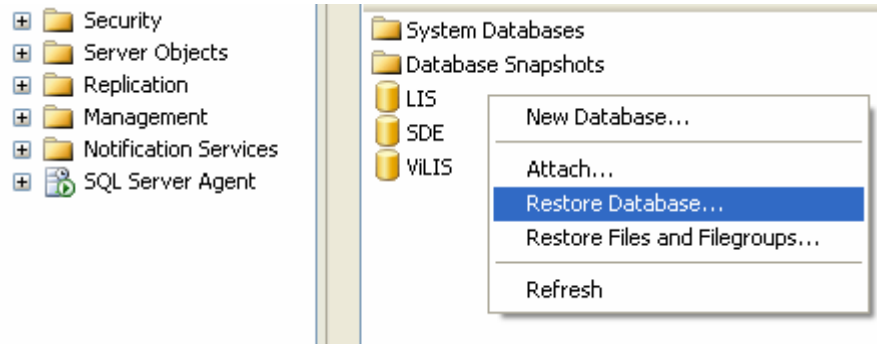 Security
Server Objects
Replication
Management
Notification Services
SQL Server Agent
System Databases
Database Snapshots
LIS
SDE
ViLIS
New Database...
Attach...
Restore Database...
Restore Files and Filegroups...
Refresh